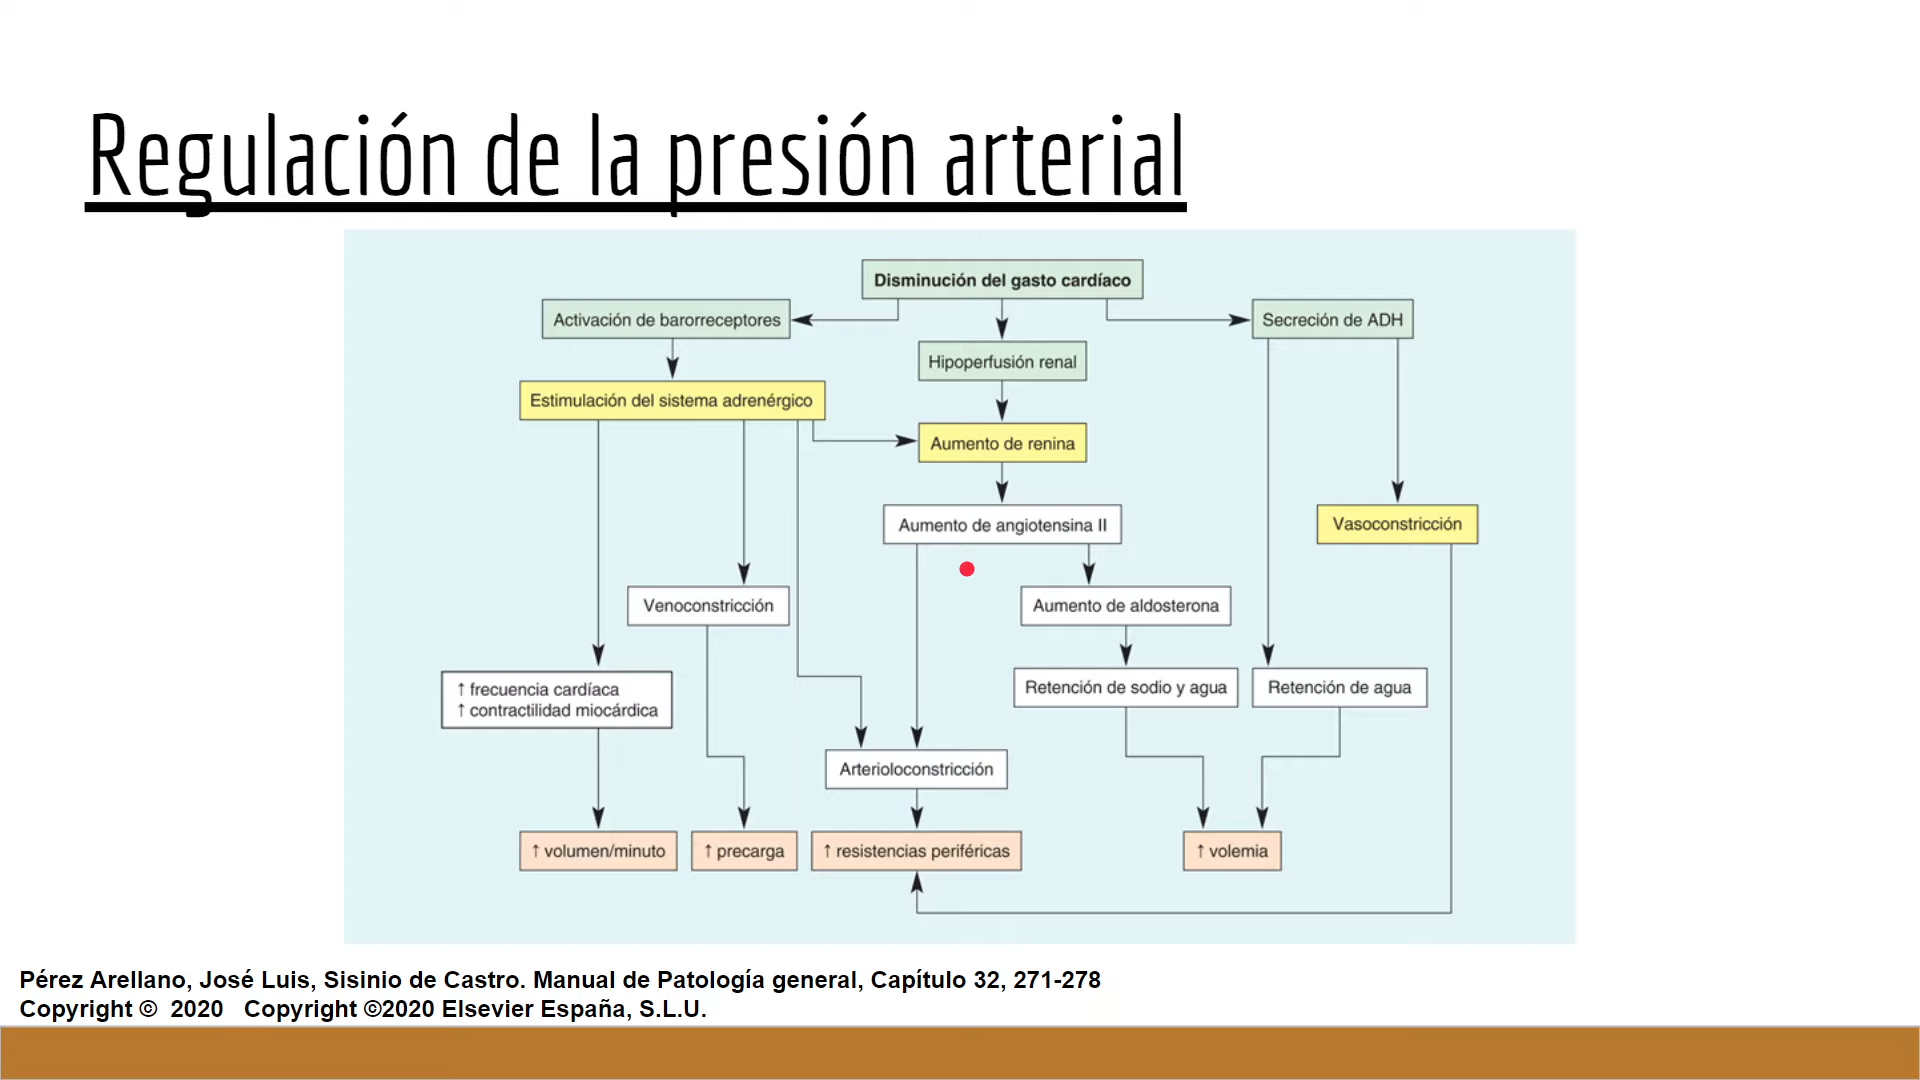 Regulación de la presión arterial
Disminución del gasto cardíaco
Activación de barorreceptores
Secreción de ADH
Hipoperfusión renal
Estimulación del sistema adrenérgico
Aumento de renina
Aumento de angiotensina II
Vasoconstricción
Venoconstricción
Aumento de aldosterona
↑ frecuencia cardíaca
↑ contractilidad miocárdica
Retención de sodio y agua
Retención de agua
Arterioloconstricción
↑ volumen/minuto
↑ precarga
↑ resistencias periféricas
↑ volemia
Pérez Arellano, José Luis, Sisinio de Castro. Manual de Patología general, Capítulo 32, 271-278
Copyright © 2020 Copyright ©2020 Elsevier España, S.L.U.